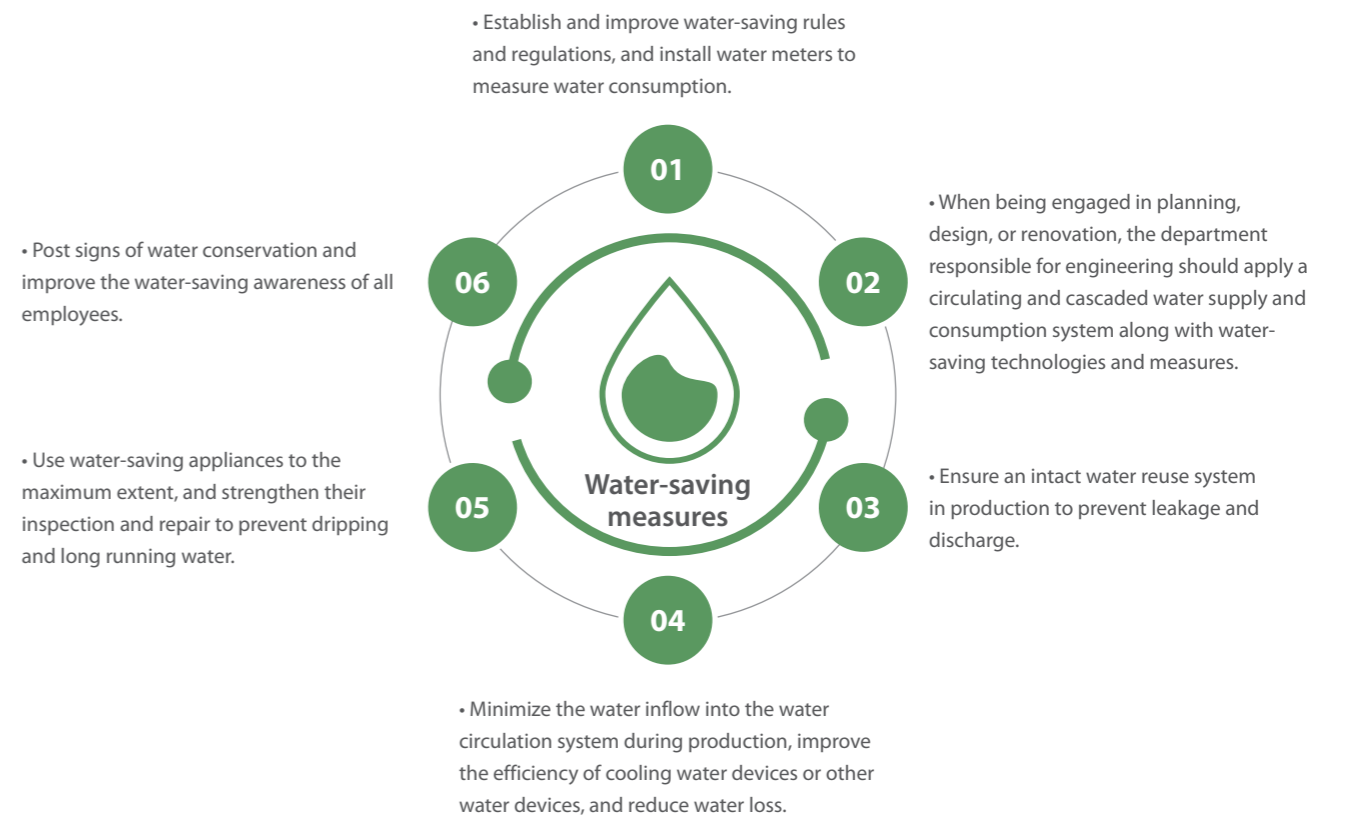 • Establish and improve water-saving rules
and regulations, and install water meters to
measure water consumption.
01
• When being engaged in planning,
design, or renovation, the department
responsible for engineering should apply a
circulating and cascaded water supply and
consumption system along with water-
saving technologies and measures.
02
• Ensure an intact water reuse system
in production to prevent leakage and
discharge.
03
04
• Minimize the water inflow into the water
circulation system during production, improve
the efficiency of cooling water devices or other
water devices, and reduce water loss.
• Use water-saving appliances to the
maximum extent, and strengthen their
inspection and repair to prevent dripping
and long running water.
05
• Post signs of water conservation and
improve the water-saving awareness of all
employees.
06
Water-saving
measures